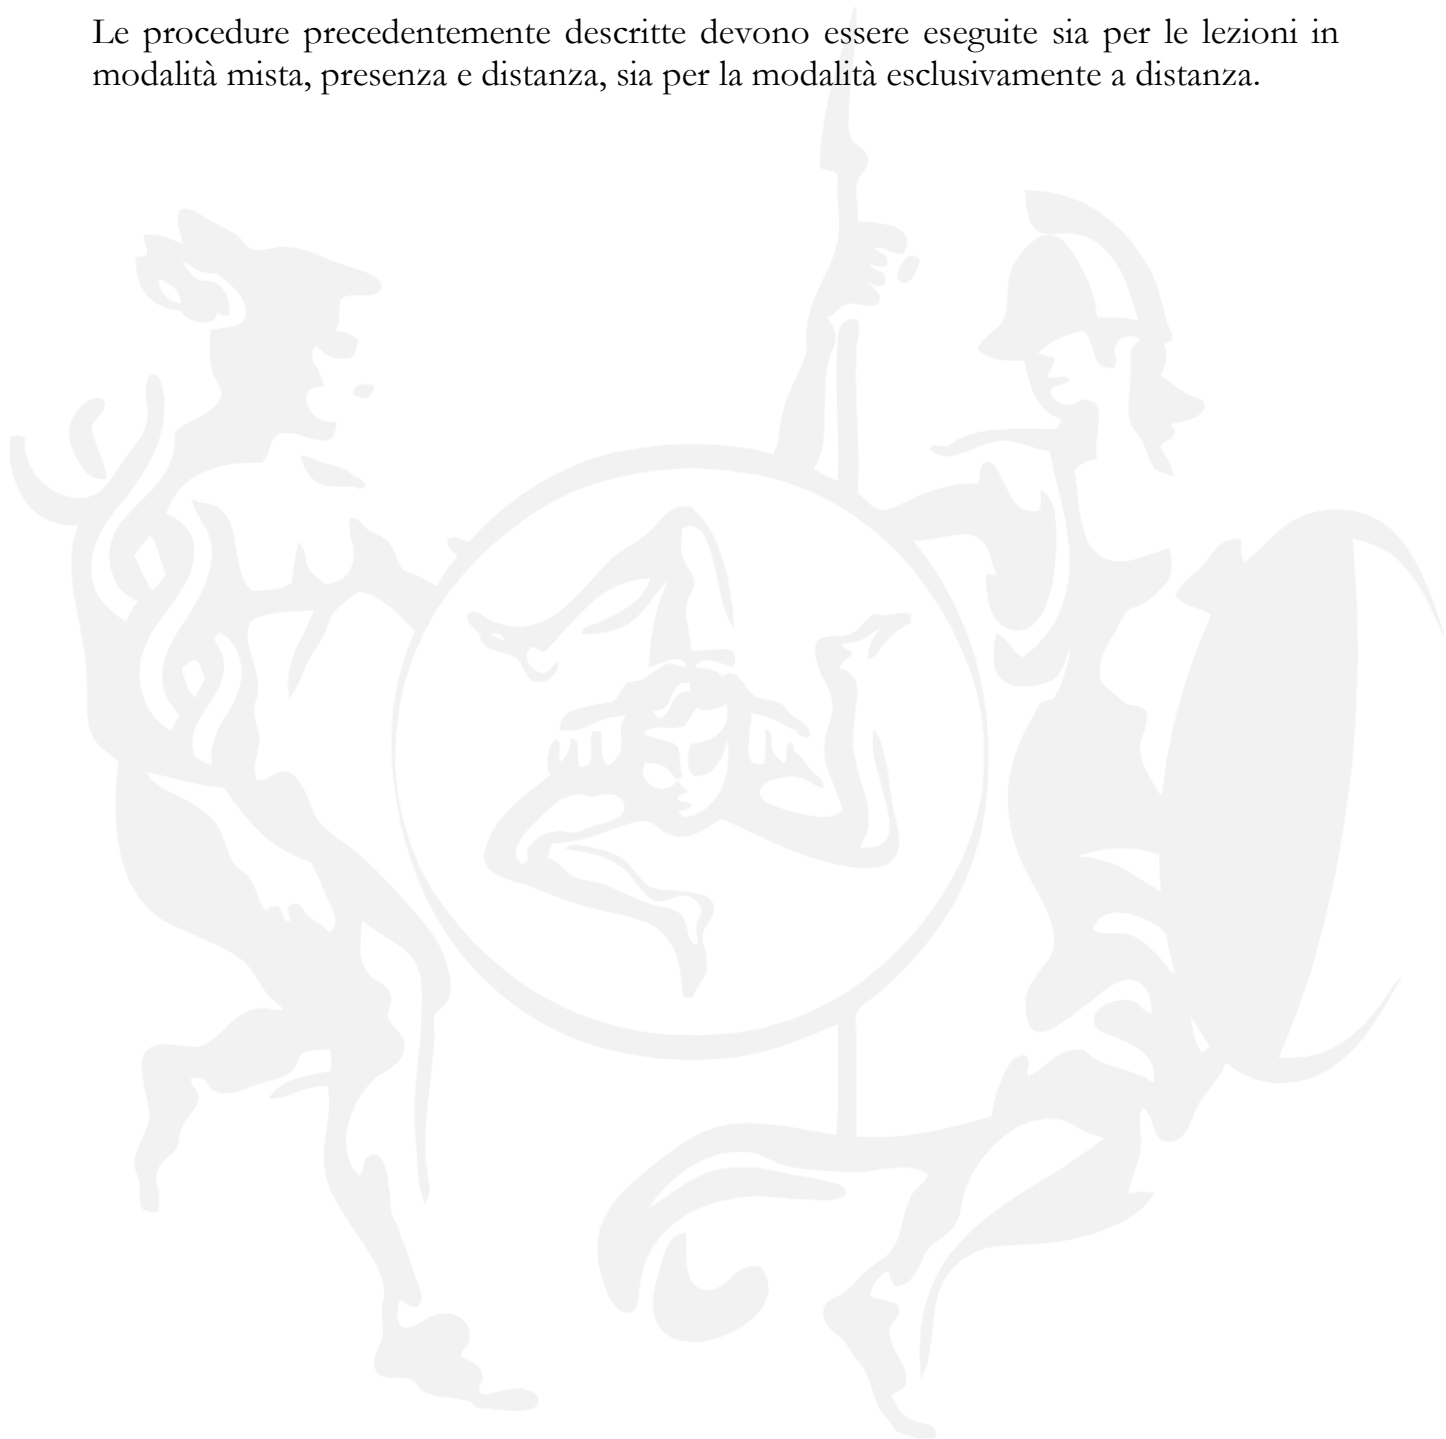 Le procedure precedentemente descritte devono essere eseguite sia per le lezioni in
modalità mista, presenza e distanza, sia per la modalità esclusivamente a distanza.